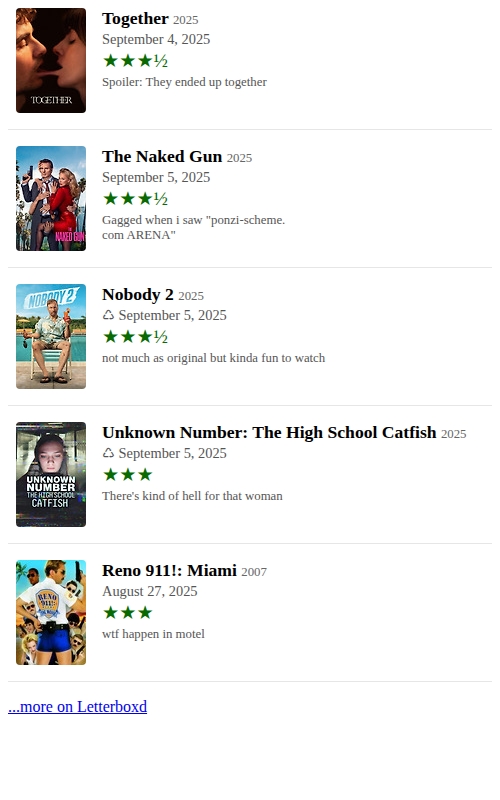 TOGETHER
Together 2025
September 4, 2025
★★★½
Spoiler: They ended up together
NAKED GUN
The Naked Gun 2025
September 5, 2025
★★★½
Gagged when i saw "ponzi-scheme.
com ARENA"
NOBODY 2
Nobody 2 2025
♺ September 5, 2025
★★★½
not much as original but kinda fun to watch
UNKNOWN
NUMBER
THE HIGH SCHOOL
CATFISH
Unknown Number: The High School Catfish 2025
♺ September 5, 2025
★★★
There's kind of hell for that woman
RENO
911!:
Reno 911!: Miami 2007
August 27, 2025
★★★
wtf happen in motel
...more on Letterboxd